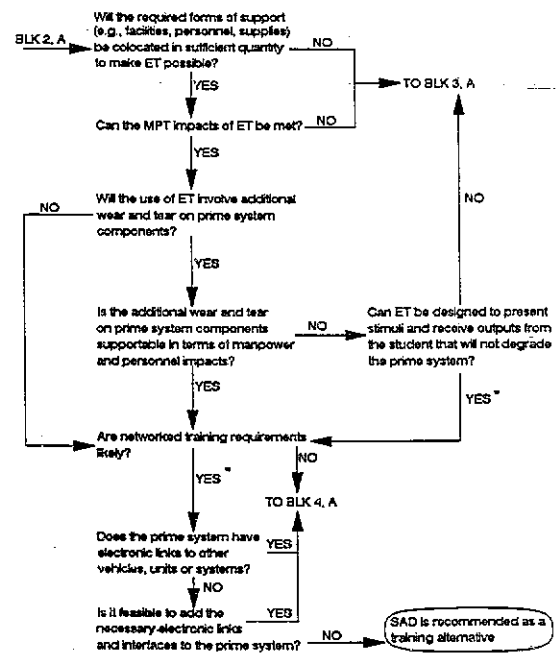 Will the required forms of support
(e.g., facilities, personnel, supplies)
be colocated in sufficient quantity
to make ET possible?
BLK 2, A
NO
YES
TO BLK 3, A
Can the MPT impacts of ET be met?
NO
YES
NO
Will the use of ET involve additional
wear and tear on prime system
components?
NO
YES
Is the additional wear and tear
on prime system components
supportable in terms of manpower
and personnel impacts?
NO
Can ET be designed to present
stimuli and receive outputs from
the student that will not degrade
the prime system?
YES
YES*
Are networked training requirements
likely?
NO
YES*
TO BLK 4, A
Does the prime system have
electronic links to other
vehicles, units or systems?
YES
NO
Is it feasible to add the
necessary electronic links
and interfaces to the prime system?
YES
NO
SAD is recommended as a
training alternative